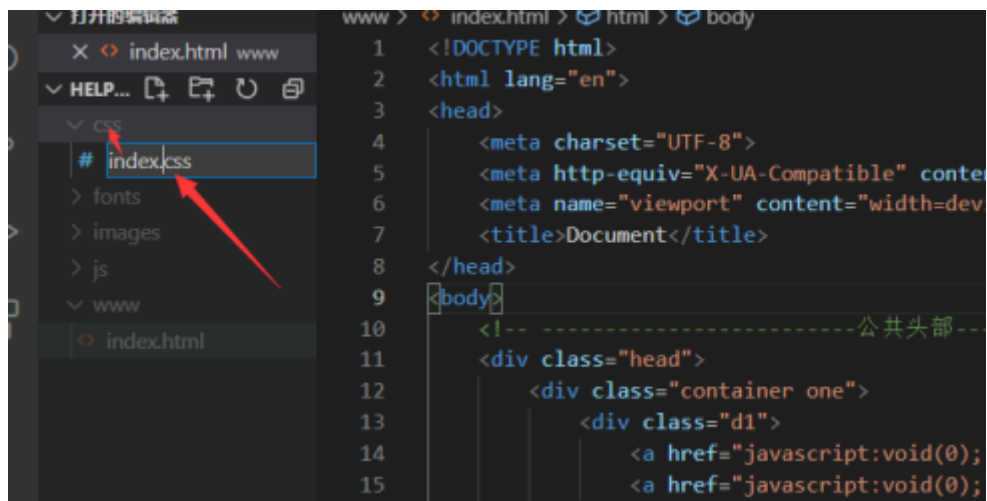 打开的编辑器
www > index.html > html > body
index.html www
HELP...
css
index.css
fonts
images
js
www
index.html
1 <!DOCTYPE html>
2 <html lang="en">
3 <head>
4 <meta charset="UTF-8">
5 <meta http-equiv="X-UA-Compatible" conte
6 <meta name="viewport" content="width=dev
7 <title>Document</title>
8 </head>
9 <body>
10 <!-- -------------------------公共头部---
11 <div class="head">
12 <div class="container one">
13 <div class="d1">
14 <a href="javascript:void(0);
15 <a href="javascript:void(0);